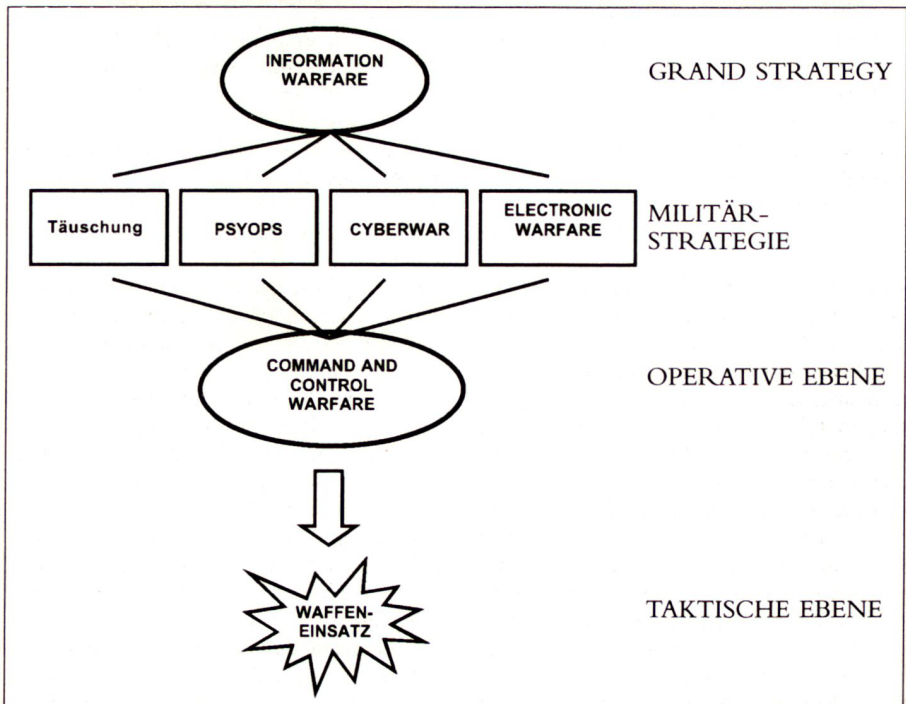 INFORMATION
WARFARE
GRAND STRATEGY
Täuschung
PSYOPS
CYBERWAR
ELECTRONIC
WARFARE
MILITÄR-
STRATEGIE
COMMAND AND
CONTROL
WARFARE
OPERATIVE EBENE
WAFFEN-
EINSATZ
TAKTISCHE EBENE